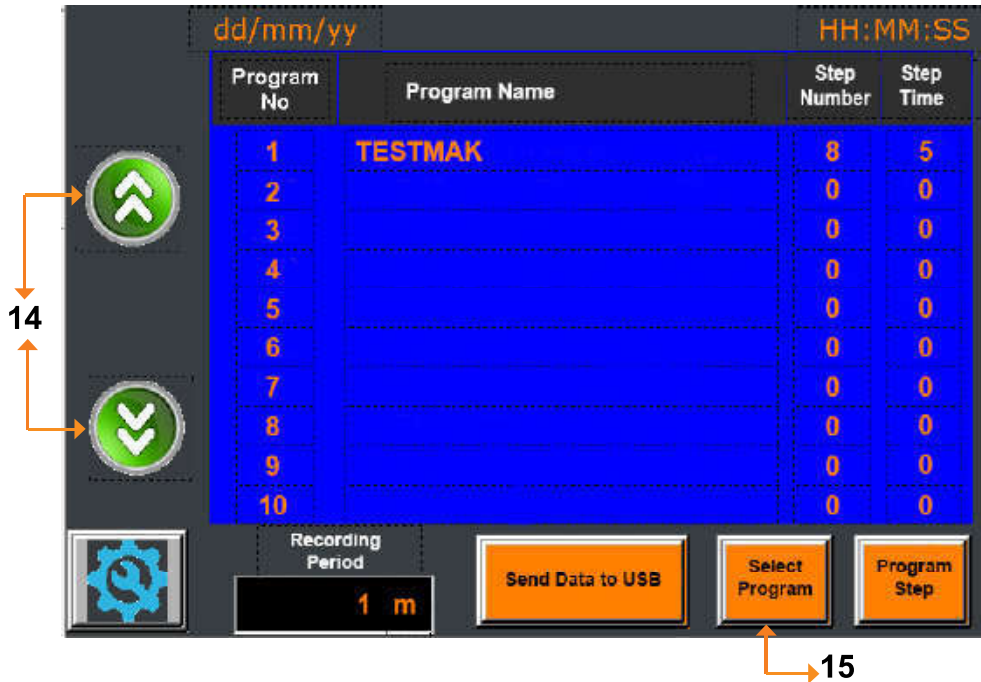 dd/mm/yy HH:MM:SS
Program No Program Name Step Number Step Time
1 TESTMAK 8 5
2 0 0
3 0 0
4 0 0
5 0 0
6 0 0
7 0 0
8 0 0
9 0 0
10 0 0
14
Recording
Period
1 m
Send Data to USB
Select
Program
Program
Step
15